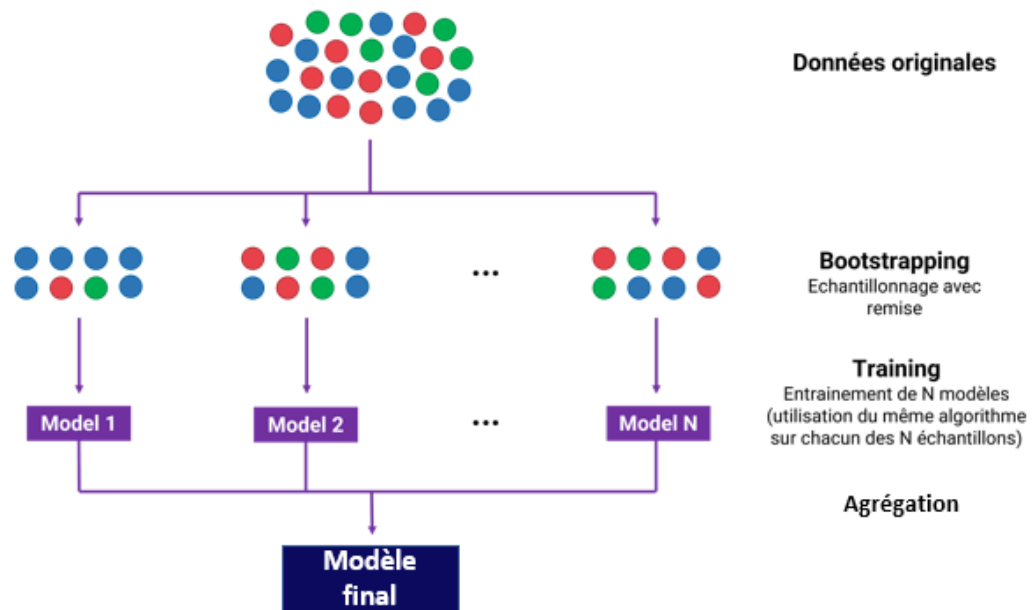 Données originales
Bootstrapping
Echantillonnage avec
remise
...
Training
Entrainement de N modèles
(utilisation du même algorithme
sur chacun des N échantillons)
Model 1
Model 2
...
Model N
Agrégation
Modèle
final